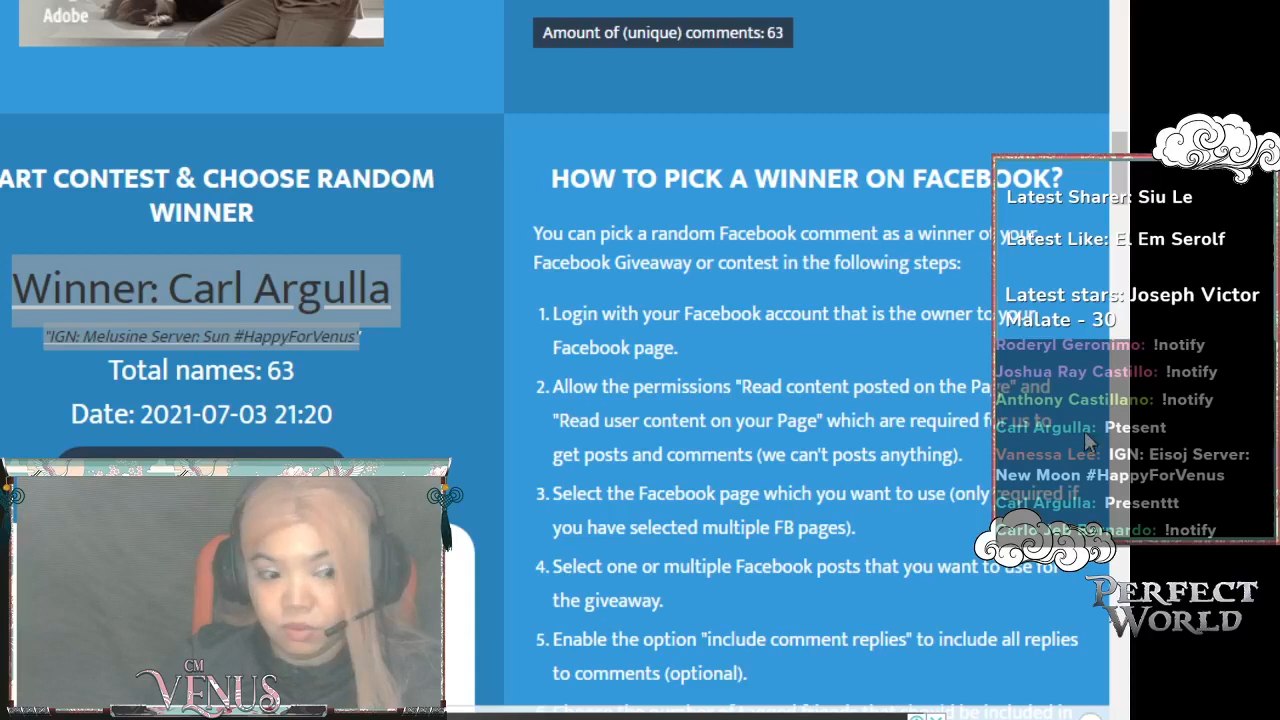 Adobe
Amount of (unique) comments: 63
ART CONTEST & CHOOSE RANDOM
WINNER
Winner: Carl Argulla
"IGN: Melusine Server: Sun #HappyForVenus"
Total names: 63
Date: 2021-07-03 21:20
HOW TO PICK A WINNER ON FACEBOOK?
You can pick a random Facebook comment as a winner of your
Facebook Giveaway or contest in the following steps:
1. Login with your Facebook account that is the owner to your
Facebook page.
2. Allow the permissions "Read content posted on the Page" and
"Read user content on your Page" which are required for us to
get posts and comments (we can't posts anything).
3. Select the Facebook page which you want to use (only required if
you have selected multiple FB pages).
4. Select one or multiple Facebook posts that you want to use for
the giveaway.
5. Enable the option "include comment replies" to include all replies
to comments (optional).
Latest Sharer: Siu Le
Latest Like: El Em Serolf
Latest stars: Joseph Victor
Malate - 30
Roderyl Geronimo: !notify
Joshua Ray Castillo: !notify
Anthony Castillano: !notify
Carl Argulla: Ptesent
Vanessa Lee: IGN: Eisoj Server:
New Moon #HappyForVenus
Carl Argulla: Presenttt
Carlo Jeb Bernardo: !notify
PERFECT
WORLD
CM
VENUS